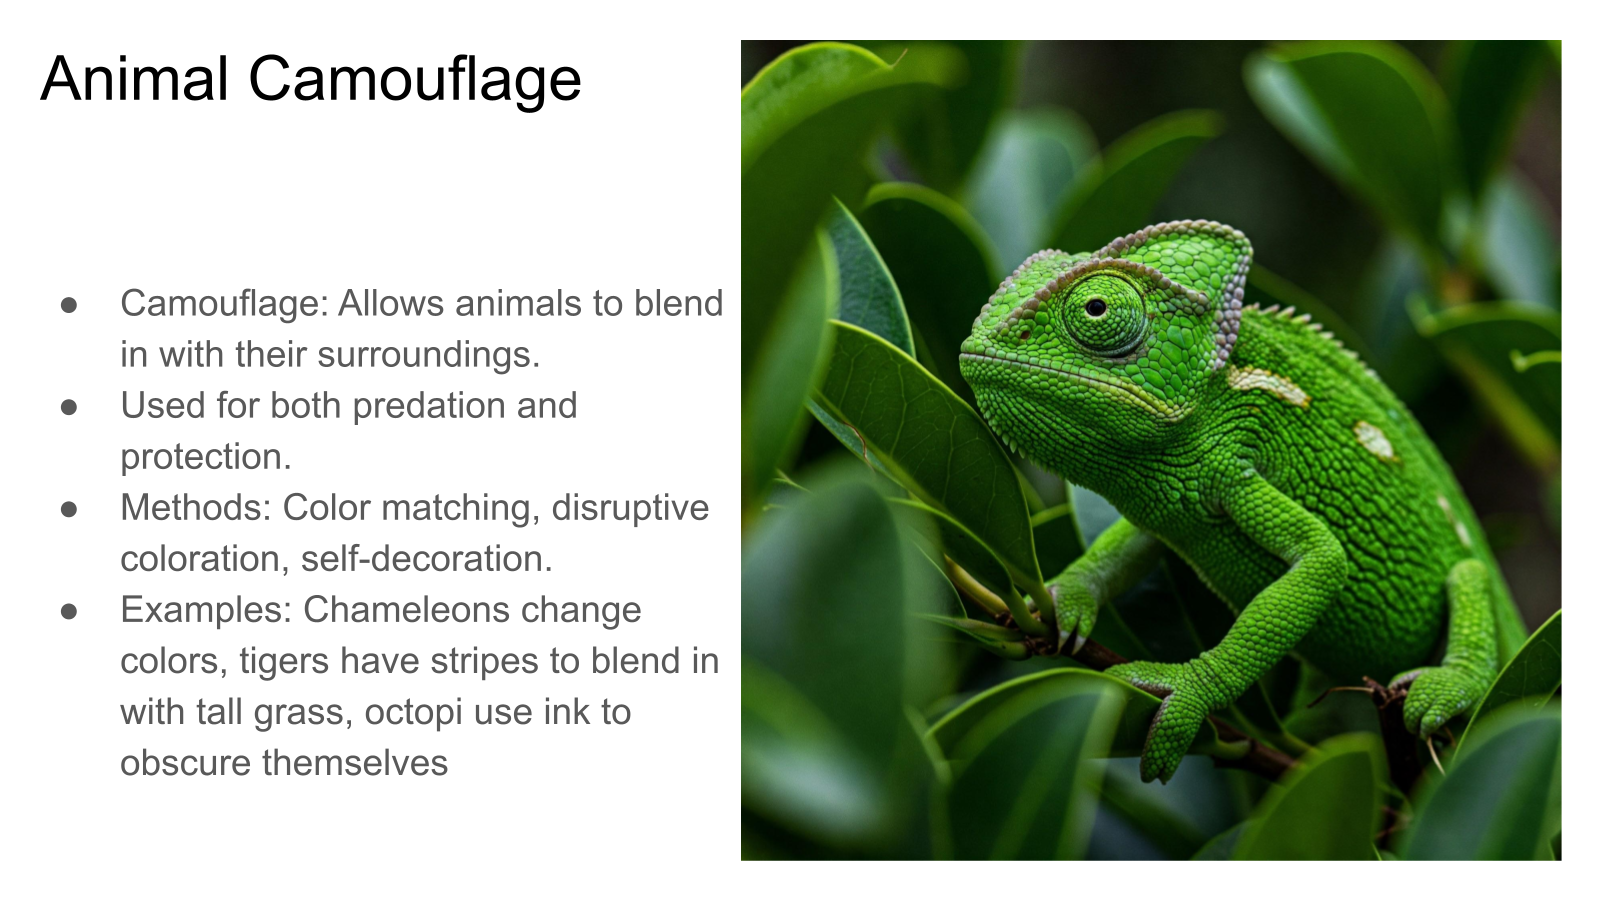 Animal Camouflage
● Camouflage: Allows animals to blend
in with their surroundings.
● Used for both predation and
protection.
● Methods: Color matching, disruptive
coloration, self-decoration.
● Examples: Chameleons change
colors, tigers have stripes to blend in
with tall grass, octopi use ink to
obscure themselves